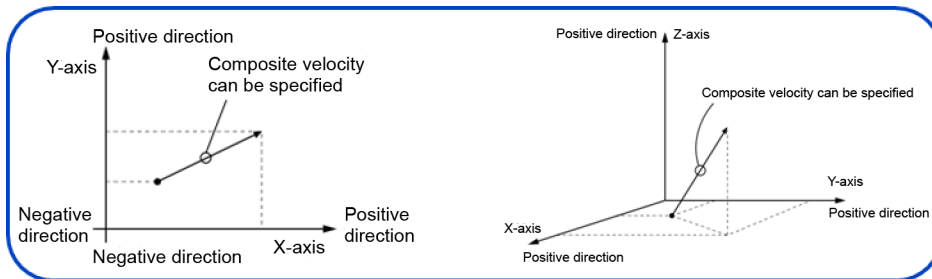 Positive direction
Y-axis
Composite velocity
can be specified
Negative
direction
Negative direction
X-axis
Positive
direction
Positive direction
Z-axis
Composite velocity can be specified
Y-axis
Positive direction
X-axis
Positive direction